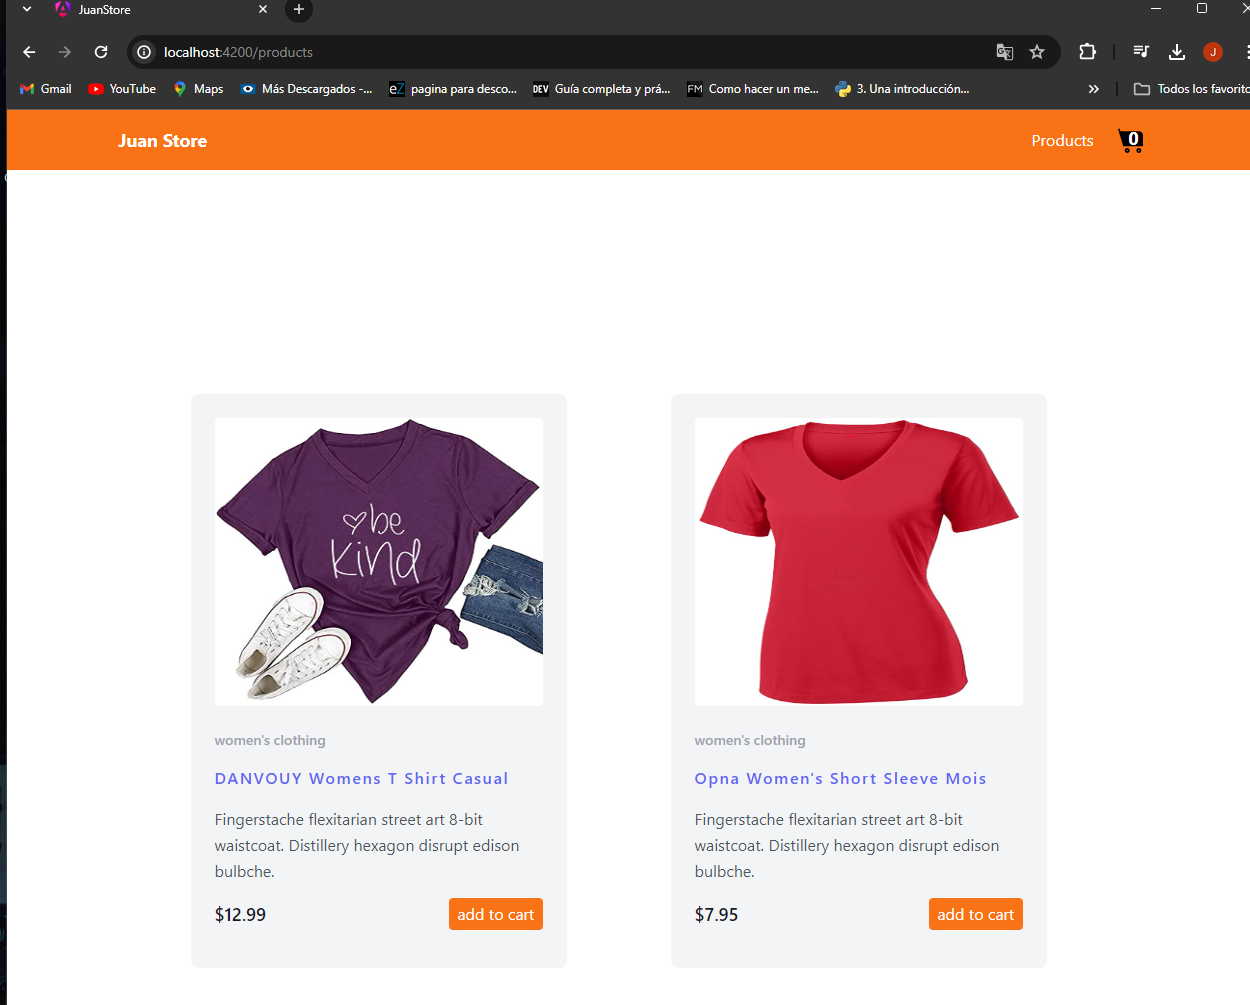 JuanStore
localhost:4200/products
Gmail
YouTube
Maps
Más Descargados -...
eZ
pagina para desco...
DEV
Guía completa y prá...
FM
Como hacer un me...
3. Una introducción...
Todos los favorito
J
Juan Store
Products
0
be
kind
women's clothing
DANVOUY Womens T Shirt Casual
Fingerstache flexitarian street art 8-bit
waistcoat. Distillery hexagon disrupt edison
bulbche.
$12.99
add to cart
women's clothing
Opna Women's Short Sleeve Mois
Fingerstache flexitarian street art 8-bit
waistcoat. Distillery hexagon disrupt edison
bulbche.
$7.95
add to cart